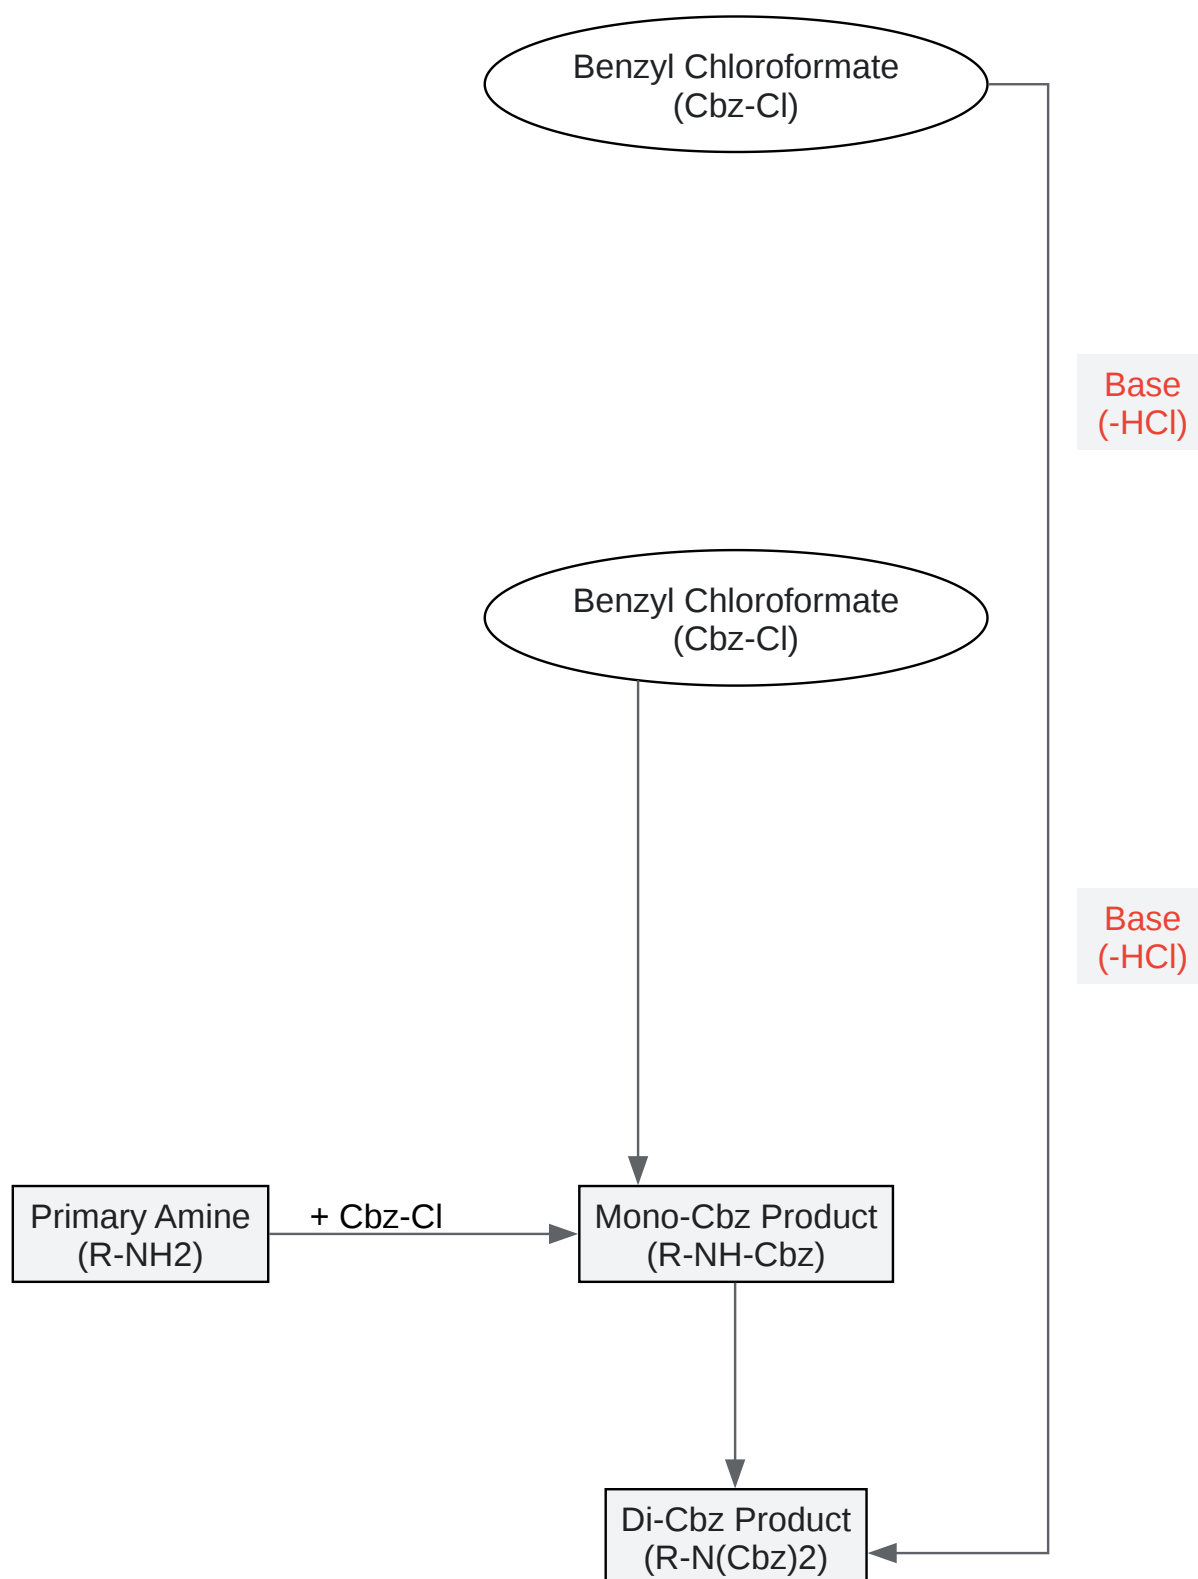 Benzyl Chloroformate
(Cbz-Cl)
Base
(-HCl)
Benzyl Chloroformate
(Cbz-Cl)
Base
(-HCl)
Primary Amine
(R-NH2)
+ Cbz-Cl
Mono-Cbz Product
(R-NH-Cbz)
Di-Cbz Product
(R-N(Cbz)2)